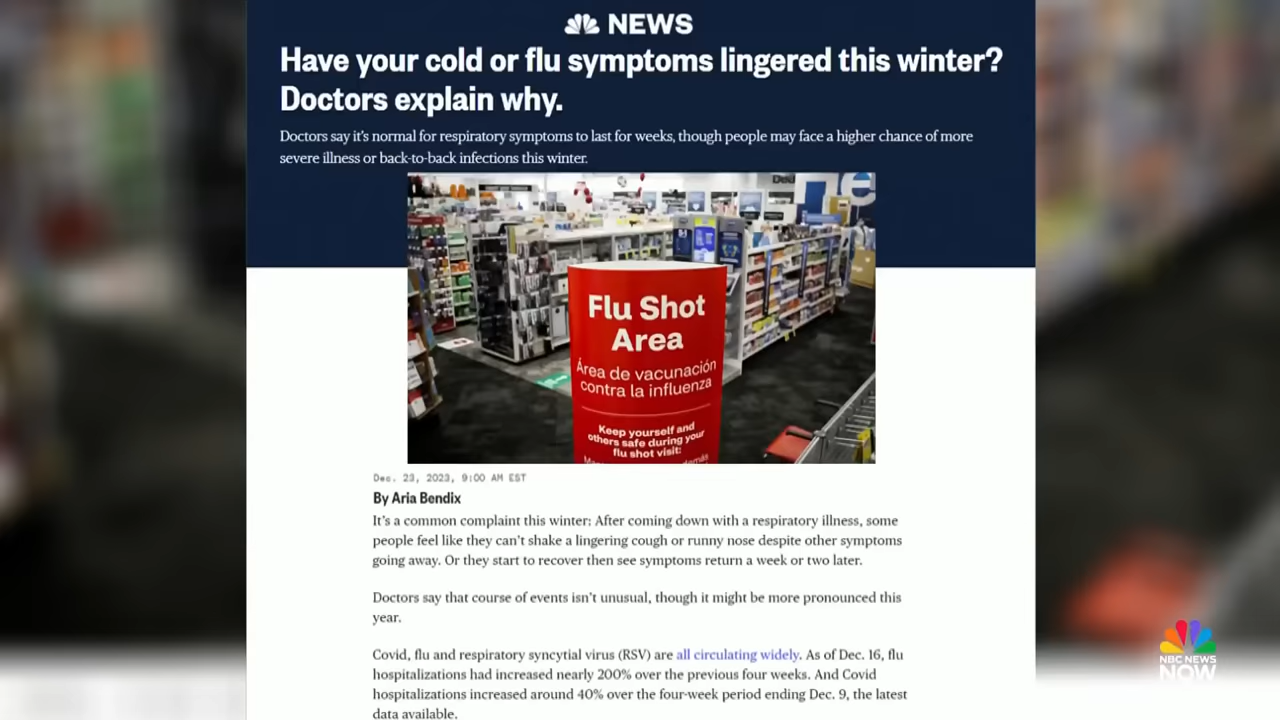 NEWS
Have your cold or flu symptoms lingered this winter?
Doctors explain why.
Doctors say it's normal for respiratory symptoms to last for weeks, though people may face a higher chance of more
severe illness or back-to-back infections this winter.
Flu Shot
Area
Área de vacunación
contra la influenza
Keep yourself and
others safe during your
flu shot visit:
Dec. 23, 2023, 9:00 AM EST
By Aria Bendix
It's a common complaint this winter: After coming down with a respiratory illness, some
people feel like they can't shake a lingering cough or runny nose despite other symptoms
going away. Or they start to recover then see symptoms return a week or two later.
Doctors say that course of events isn't unusual, though it might be more pronounced this
year.
Covid, flu and respiratory syncytial virus (RSV) are all circulating widely. As of Dec. 16, flu
hospitalizations had increased nearly 200% over the previous four weeks. And Covid
hospitalizations increased around 40% over the four-week period ending Dec. 9, the latest
data available.
NBC NEWS
NOW